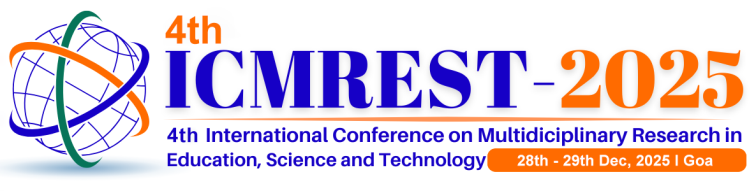 4th
ICMREST-2025
4th International Conference on Multidiciplinary Research in
Education, Science and Technology 28th - 29th Dec, 2025 I Goa